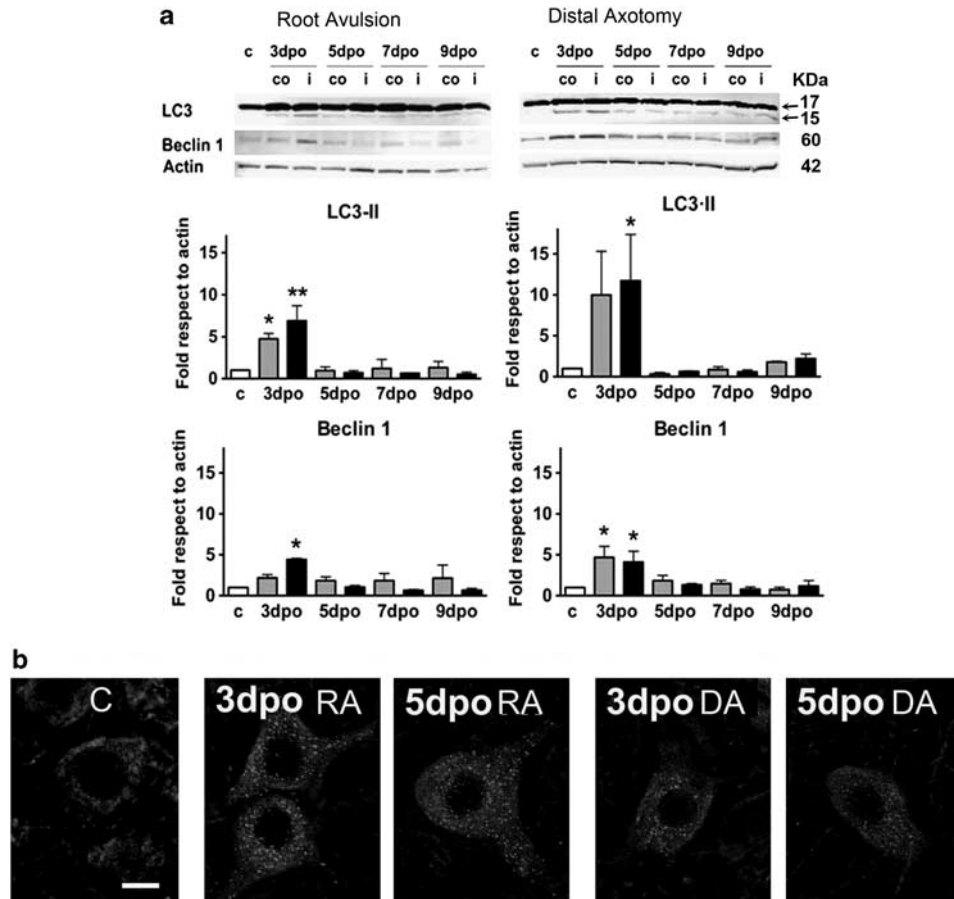 a
Root Avulsion
Distal Axotomy
c 3dpo 5dpo 7dpo 9dpo
co i co i co i co i
c 3dpo 5dpo 7dpo 9dpo
co i co i co i co i
KDa
LC3
17
15
Beclin 1
60
Actin
42
LC3-II
Fold respect to actin
15
10
5
0
* **
c 3dpo 5dpo 7dpo 9dpo
LC3·II
Fold respect to actin
15
10
5
0
*
c 3dpo 5dpo 7dpo 9dpo
Beclin 1
Fold respect to actin
15
10
5
0
*
c 3dpo 5dpo 7dpo 9dpo
Beclin 1
Fold respect to actin
15
10
5
0
* *
c 3dpo 5dpo 7dpo 9dpo
b
C
3dpo RA
5dpo RA
3dpo DA
5dpo DA